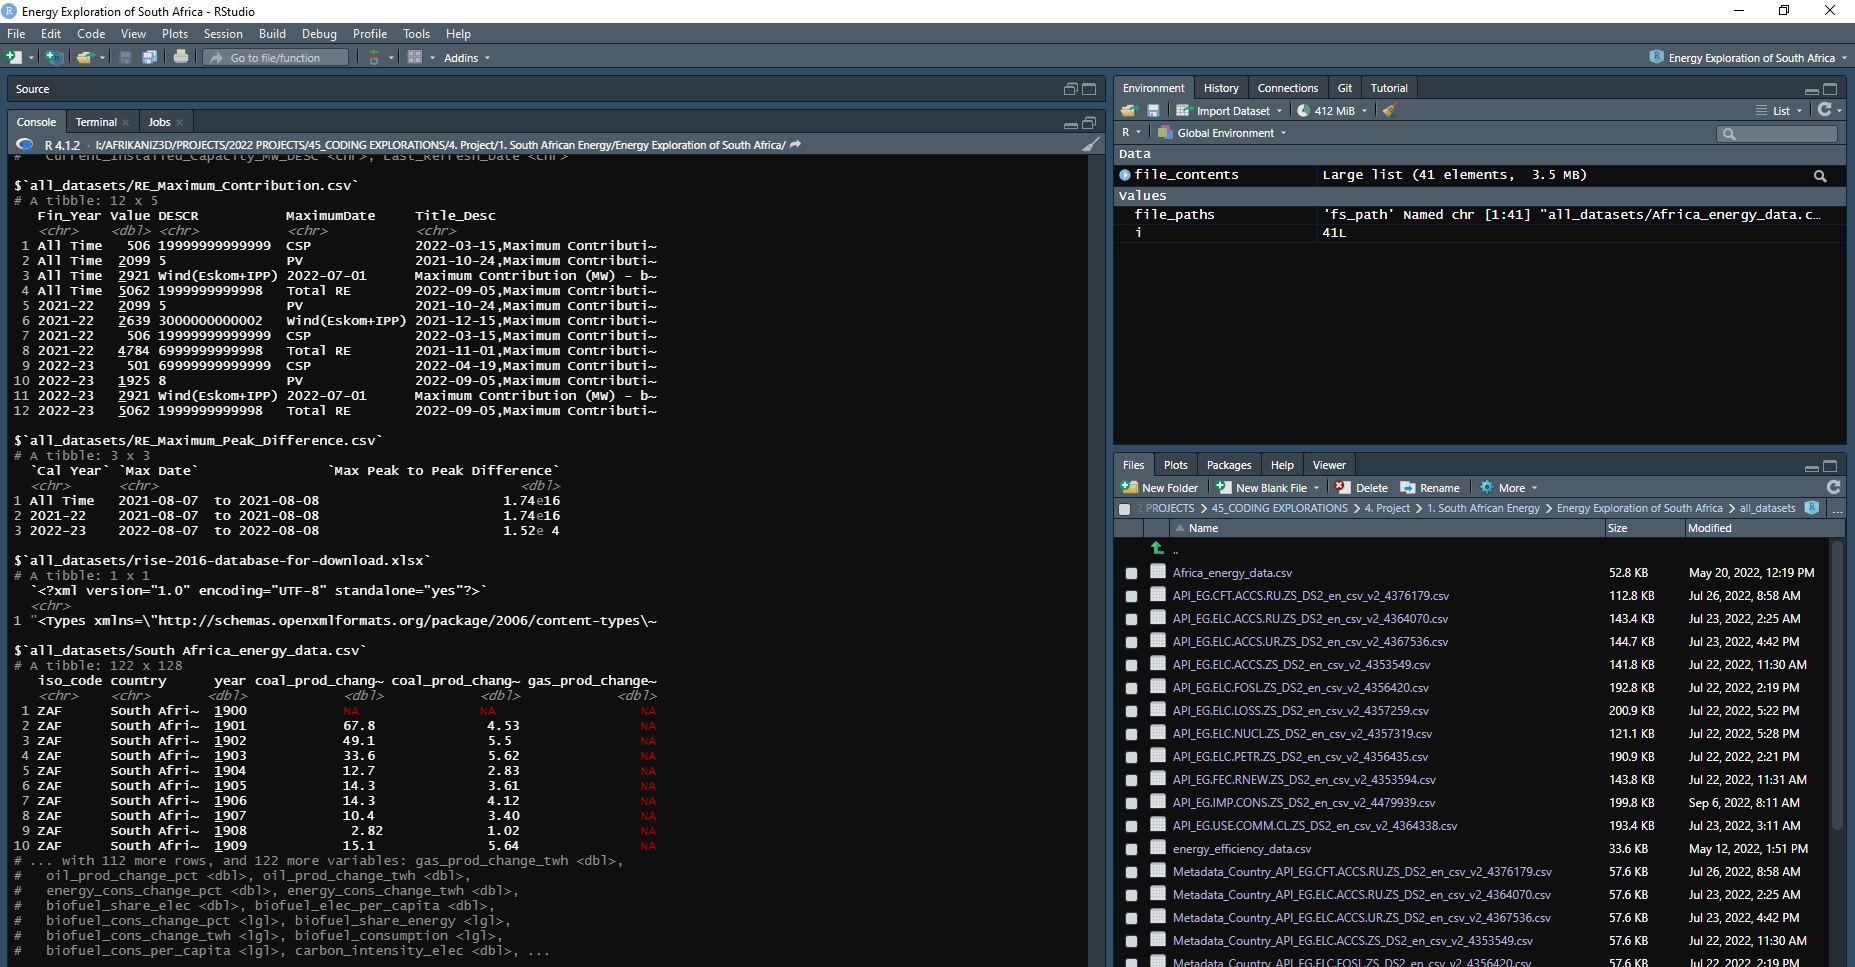 Energy Exploration of South Africa - RStudio
File Edit Code View Plots Session Build Debug Profile Tools Help
Go to file/function Addins Energy Exploration of South Africa
Source
Console Terminal Jobs
R 4.1.2 · I:/AFRIKANIZ3D/PROJECTS/2022 PROJECTS/45_CODING EXPLORATIONS/4. Project/1. South African Energy/Energy Exploration of South Africa/
# Current_Installed_Capacity_MW_DESC <chr>, Last_Refresh_Date <chr>
$`all_datasets/RE_Maximum_Contribution.csv`
# A tibble: 12 x 5
Fin_Year Value DESCR MaximumDate Title_Desc
<chr> <dbl> <chr> <chr> <chr>
1 All Time 506 19999999999999 CSP 2022-03-15,Maximum Contributi~
2 All Time 2099 5 PV 2021-10-24,Maximum Contributi~
3 All Time 2921 Wind(Eskom+IPP) 2022-07-01 Maximum Contribution (MW) - b~
4 All Time 5062 1999999999998 Total RE 2022-09-05,Maximum Contributi~
5 2021-22 2099 5 PV 2021-10-24,Maximum Contributi~
6 2021-22 2639 3000000000002 Wind(Eskom+IPP) 2021-12-15,Maximum Contributi~
7 2021-22 506 19999999999999 CSP 2022-03-15,Maximum Contributi~
8 2021-22 4784 6999999999998 Total RE 2021-11-01,Maximum Contributi~
9 2022-23 501 69999999999999 CSP 2022-04-19,Maximum Contributi~
10 2022-23 1925 8 PV 2022-09-05,Maximum Contributi~
11 2022-23 2921 Wind(Eskom+IPP) 2022-07-01 Maximum Contribution (MW) - b~
12 2022-23 5062 1999999999998 Total RE 2022-09-05,Maximum Contributi~
$`all_datasets/RE_Maximum_Peak_Difference.csv`
# A tibble: 3 x 3
`Cal Year` `Max Date` `Max Peak to Peak Difference`
<chr> <chr> <dbl>
1 All Time 2021-08-07 to 2021-08-08 1.74e16
2 2021-22 2021-08-07 to 2021-08-08 1.74e16
3 2022-23 2022-08-07 to 2022-08-08 1.52e 4
$`all_datasets/rise-2016-database-for-download.xlsx`
# A tibble: 1 x 1
`<?xml version="1.0" encoding="UTF-8" standalone="yes"?>`
<chr>
1 "<Types xmlns=\"http://schemas.openxmlformats.org/package/2006/content-types\~
$`all_datasets/South Africa_energy_data.csv`
# A tibble: 122 x 128
iso_code country year coal_prod_chang~ coal_prod_chang~ gas_prod_change~
<chr> <chr> <dbl> <dbl> <dbl> <dbl>
1 ZAF South Afri~ 1900 NA NA NA
2 ZAF South Afri~ 1901 67.8 4.53 NA
3 ZAF South Afri~ 1902 49.1 5.5 NA
4 ZAF South Afri~ 1903 33.6 5.62 NA
5 ZAF South Afri~ 1904 12.7 2.83 NA
6 ZAF South Afri~ 1905 14.3 3.61 NA
7 ZAF South Afri~ 1906 14.3 4.12 NA
8 ZAF South Afri~ 1907 10.4 3.40 NA
9 ZAF South Afri~ 1908 2.82 1.02 NA
10 ZAF South Afri~ 1909 15.1 5.64 NA
# ... with 112 more rows, and 122 more variables: gas_prod_change_twh <dbl>,
# oil_prod_change_pct <dbl>, oil_prod_change_twh <dbl>,
# energy_cons_change_pct <dbl>, energy_cons_change_twh <dbl>,
# biofuel_share_elec <dbl>, biofuel_elec_per_capita <dbl>,
# biofuel_cons_change_pct <lgl>, biofuel_share_energy <lgl>,
# biofuel_cons_change_twh <lgl>, biofuel_consumption <lgl>,
# biofuel_cons_per_capita <lgl>, carbon_intensity_elec <dbl>, ...
Environment History Connections Git Tutorial
Import Dataset 412 MiB List
R Global Environment
Data
file_contents Large list (41 elements, 3.5 MB)
Values
file_paths 'fs_path' Named chr [1:41] "all_datasets/Africa_energy_data.c…
i 41L
Files Plots Packages Help Viewer
New Folder New Blank File Delete Rename More
2 PROJECTS > 45_CODING EXPLORATIONS > 4. Project > 1. South African Energy > Energy Exploration of South Africa > all_datasets ...
Name Size Modified
..
Africa_energy_data.csv 52.8 KB May 20, 2022, 12:19 PM
API_EG.CFT.ACCS.RU.ZS_DS2_en_csv_v2_4376179.csv 112.8 KB Jul 26, 2022, 8:58 AM
API_EG.ELC.ACCS.RU.ZS_DS2_en_csv_v2_4364070.csv 143.4 KB Jul 23, 2022, 2:25 AM
API_EG.ELC.ACCS.UR.ZS_DS2_en_csv_v2_4367536.csv 144.7 KB Jul 23, 2022, 4:42 PM
API_EG.ELC.ACCS.ZS_DS2_en_csv_v2_4353549.csv 141.8 KB Jul 22, 2022, 11:30 AM
API_EG.ELC.FOSL.ZS_DS2_en_csv_v2_4356420.csv 192.8 KB Jul 22, 2022, 2:19 PM
API_EG.ELC.LOSS.ZS_DS2_en_csv_v2_4357259.csv 200.9 KB Jul 22, 2022, 5:22 PM
API_EG.ELC.NUCL.ZS_DS2_en_csv_v2_4357319.csv 121.1 KB Jul 22, 2022, 5:28 PM
API_EG.ELC.PETR.ZS_DS2_en_csv_v2_4356435.csv 190.9 KB Jul 22, 2022, 2:21 PM
API_EG.FEC.RNEW.ZS_DS2_en_csv_v2_4353594.csv 143.8 KB Jul 22, 2022, 11:31 AM
API_EG.IMP.CONS.ZS_DS2_en_csv_v2_4479939.csv 199.8 KB Sep 6, 2022, 8:11 AM
API_EG.USE.COMM.CL.ZS_DS2_en_csv_v2_4364338.csv 193.4 KB Jul 23, 2022, 3:11 AM
energy_efficiency_data.csv 33.6 KB May 12, 2022, 1:51 PM
Metadata_Country_API_EG.CFT.ACCS.RU.ZS_DS2_en_csv_v2_4376179.csv 57.6 KB Jul 26, 2022, 8:58 AM
Metadata_Country_API_EG.ELC.ACCS.RU.ZS_DS2_en_csv_v2_4364070.csv 57.6 KB Jul 23, 2022, 2:25 AM
Metadata_Country_API_EG.ELC.ACCS.UR.ZS_DS2_en_csv_v2_4367536.csv 57.6 KB Jul 23, 2022, 4:42 PM
Metadata_Country_API_EG.ELC.ACCS.ZS_DS2_en_csv_v2_4353549.csv 57.6 KB Jul 22, 2022, 11:30 AM
Metadata_Country_API_EG.ELC.FOSL.ZS_DS2_en_csv_v2_4356420.csv 57.6 KB Jul 22, 2022, 2:19 PM